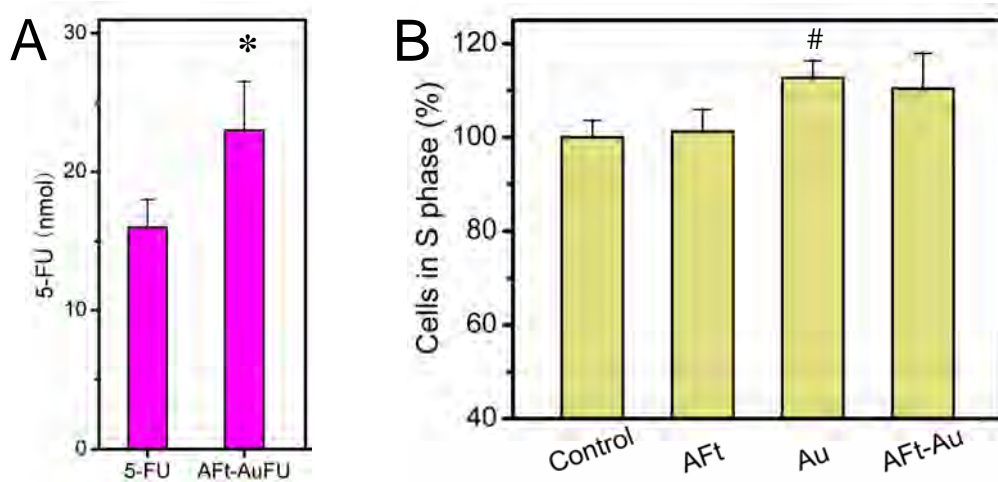 A
5-FU (nmol)
30
20
10
0
*
5-FU
AFt-AuFU
B
Cells in S phase (%)
120
100
80
60
40
#
Control
AFt
Au
AFt-Au